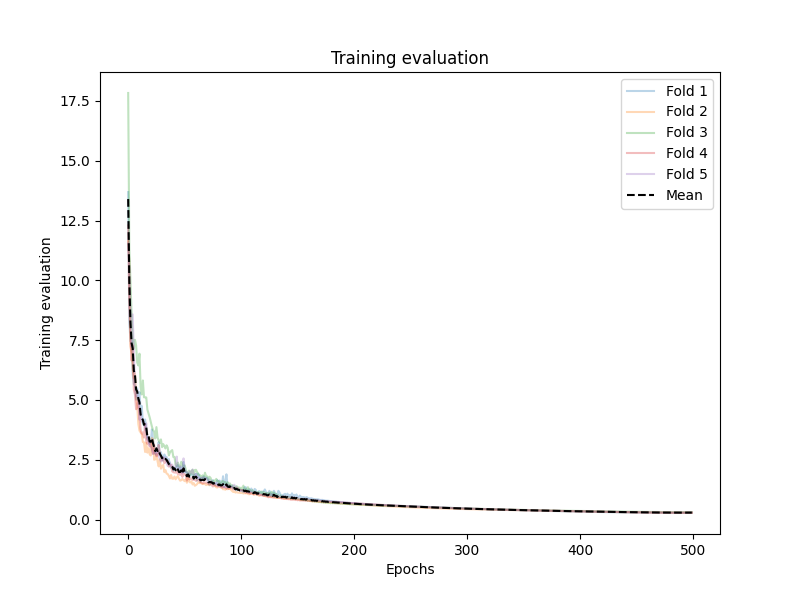 Training evaluation
Training evaluation
17.5
15.0
12.5
10.0
7.5
5.0
2.5
0.0
0
100
200
300
400
500
Epochs
Fold 1
Fold 2
Fold 3
Fold 4
Fold 5
Mean